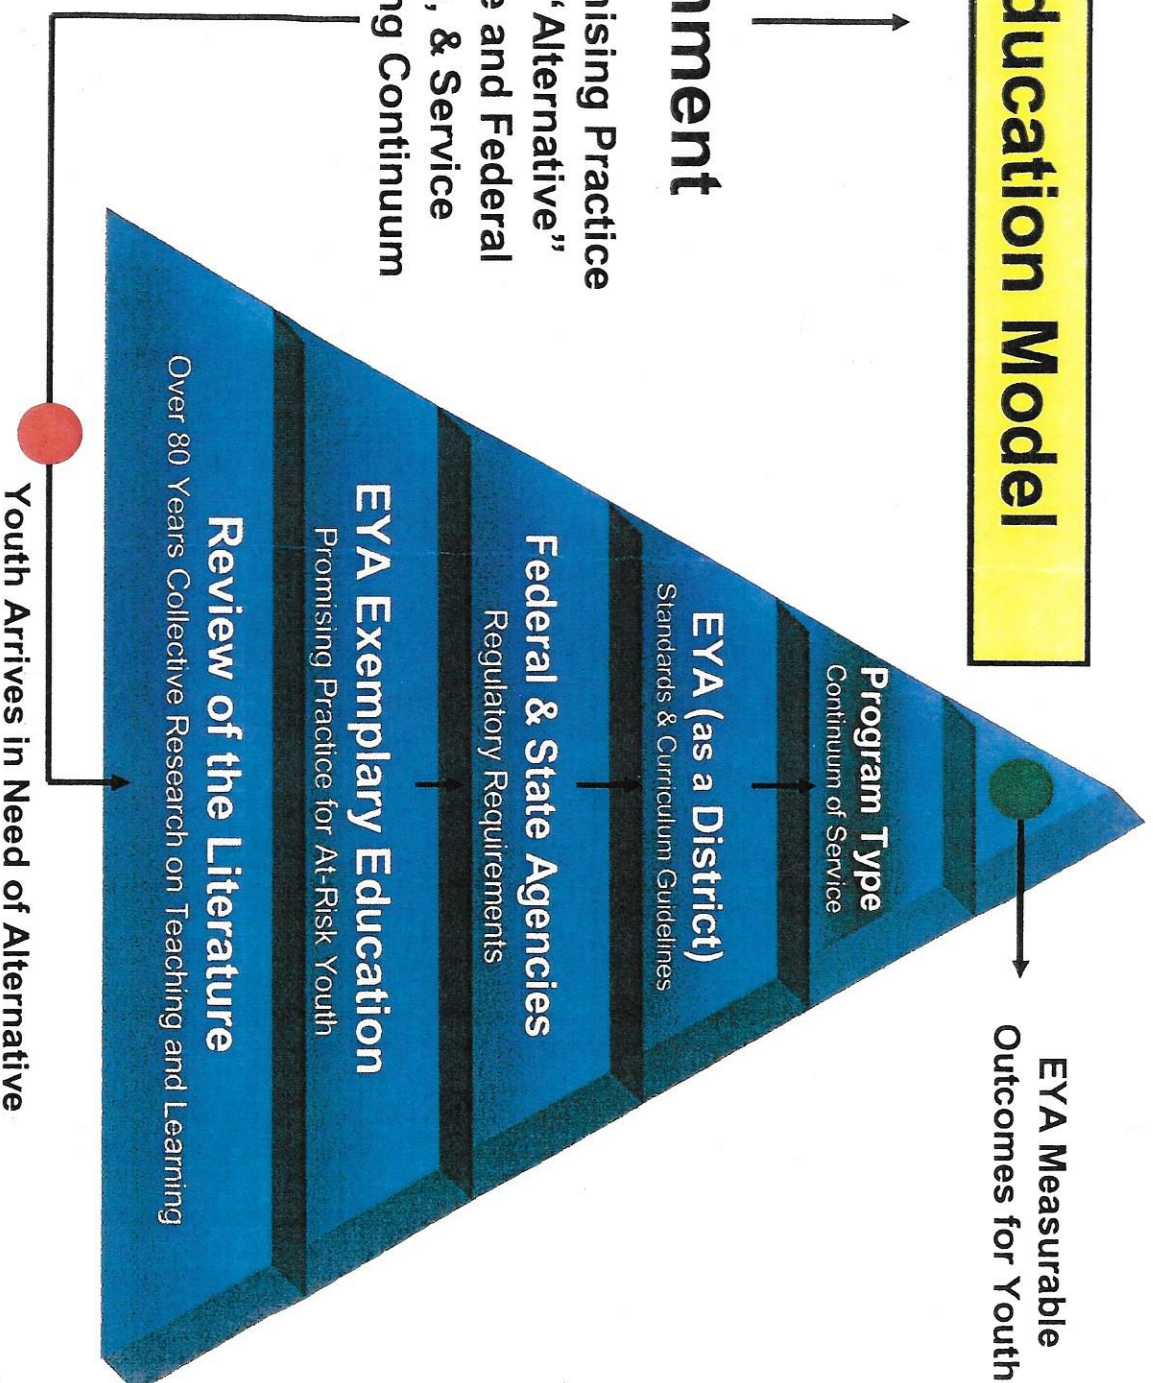 ducation Model
nment
nising Practice
“Alternative”
e and Federal
, & Service
ng Continuum
EYA Measurable
Outcomes for Youth
Program Type
Continuum of Service
EYA (as a District)
Standards & Curriculum Guidelines
Federal & State Agencies
Regulatory Requirements
EYA Exemplary Education
Promising Practice for At-Risk Youth
Review of the Literature
Over 80 Years Collective Research on Teaching and Learning
Youth Arrives in Need of Alternative